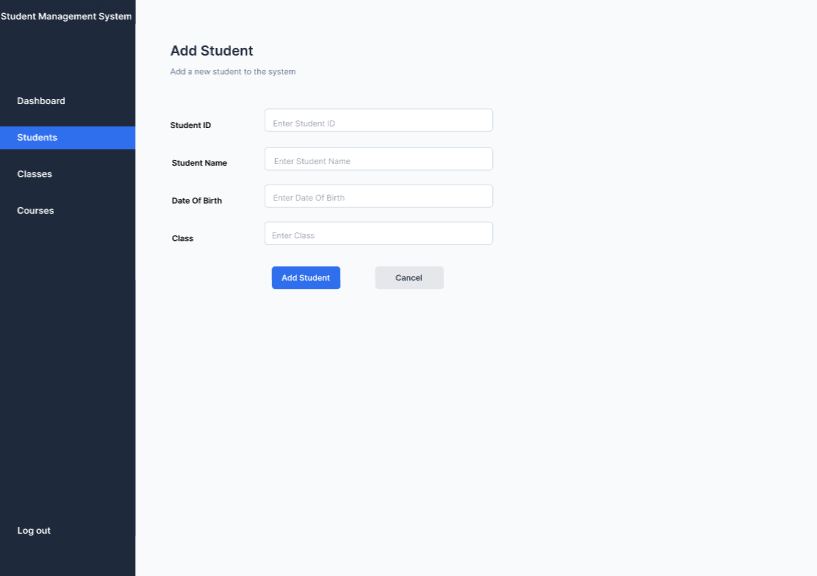 Student Management System
Dashboard
Students
Classes
Courses
Log out
Add Student
Add a new student to the system
Student ID
Enter Student ID
Student Name
Enter Student Name
Date Of Birth
Enter Date Of Birth
Class
Enter Class
Add Student
Cancel